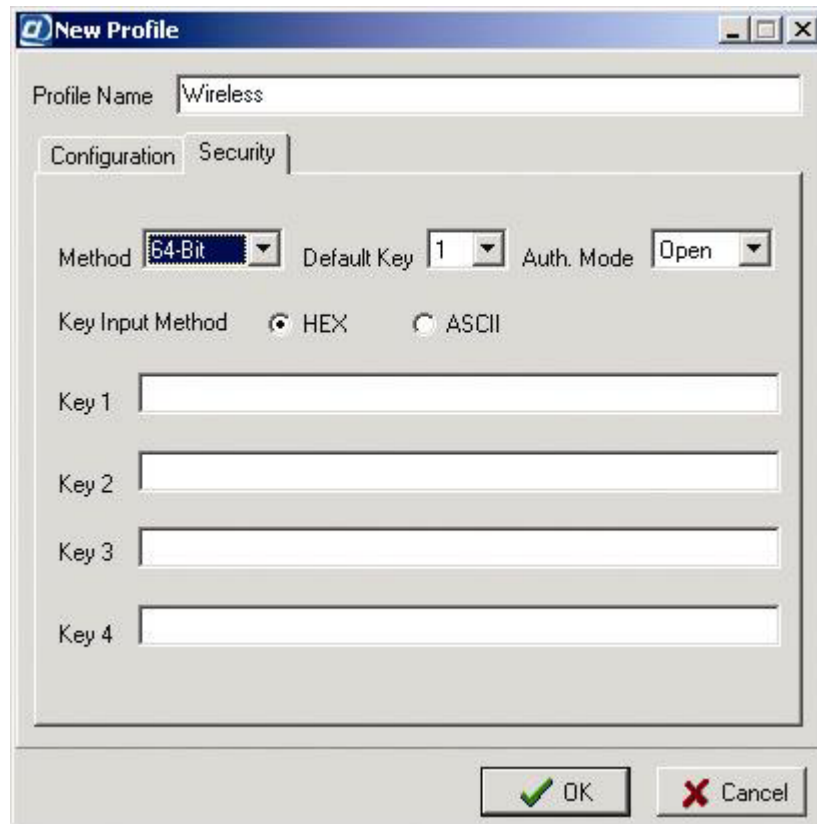 New Profile
Profile Name Wireless
Configuration Security
Method 64-Bit Default Key 1 Auth. Mode Open
Key Input Method HEX ASCII
Key 1
Key 2
Key 3
Key 4
OK Cancel